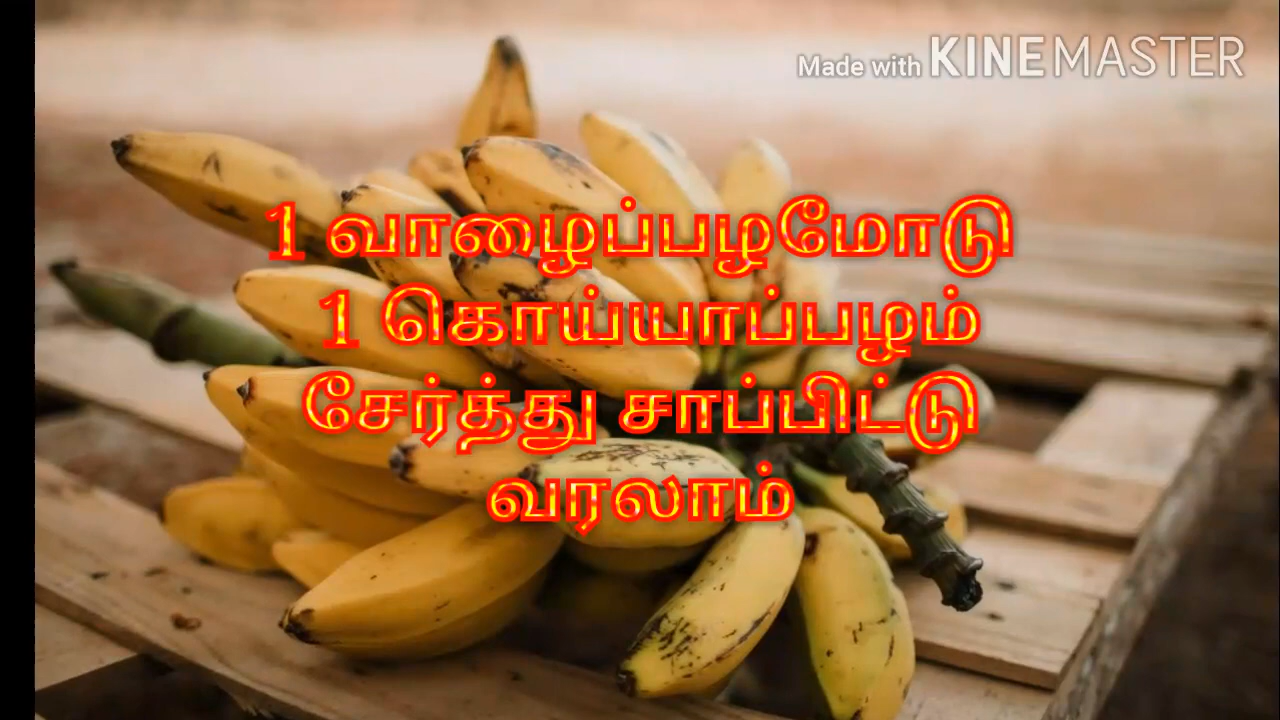 Made with KINEMASTER
1 வாழைப்பழமோடு
1 கொய்யாப்பழம்
சேர்த்து சாப்பிட்டு
வரலாம்